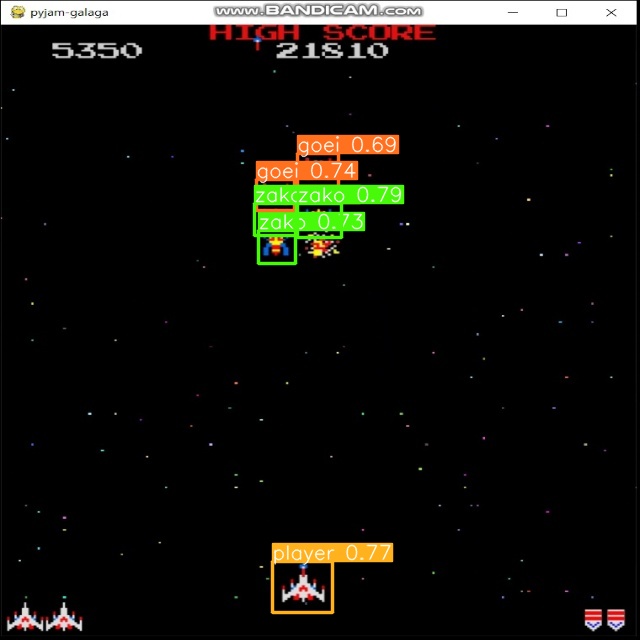 pyjam-galaga
www.BANDICAM.com
HIGH SCORE
5350 21810
goei 0.69
goei 0.74
zako zako 0.79
zako 0.73
player 0.77